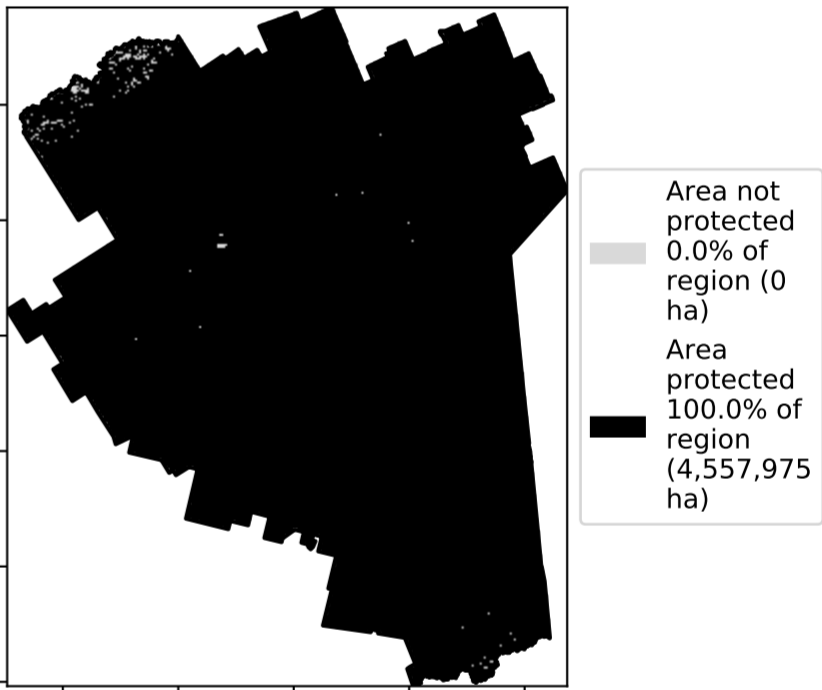 Area not
protected
0.0% of
region (0
ha)
Area
protected
100.0% of
region
(4,557,975
ha)